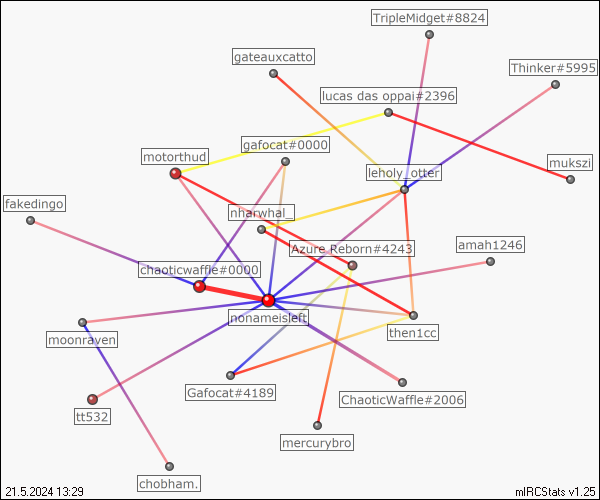 TripleMidget#8824
gateauxcatto
Thinker#5995
lucas das oppai#2396
gafocat#0000
motorthud
mukszi
leholy_otter
fakedingo
nharwhal_
Azure Reborn#4243
amah1246
chaoticwaffle#0000
nonameisleft
then1cc
moonraven
Gafocat#4189
ChaoticWaffle#2006
tt532
mercurybro
chobham.
21.5.2024 13:29
mIRCStats v1.25